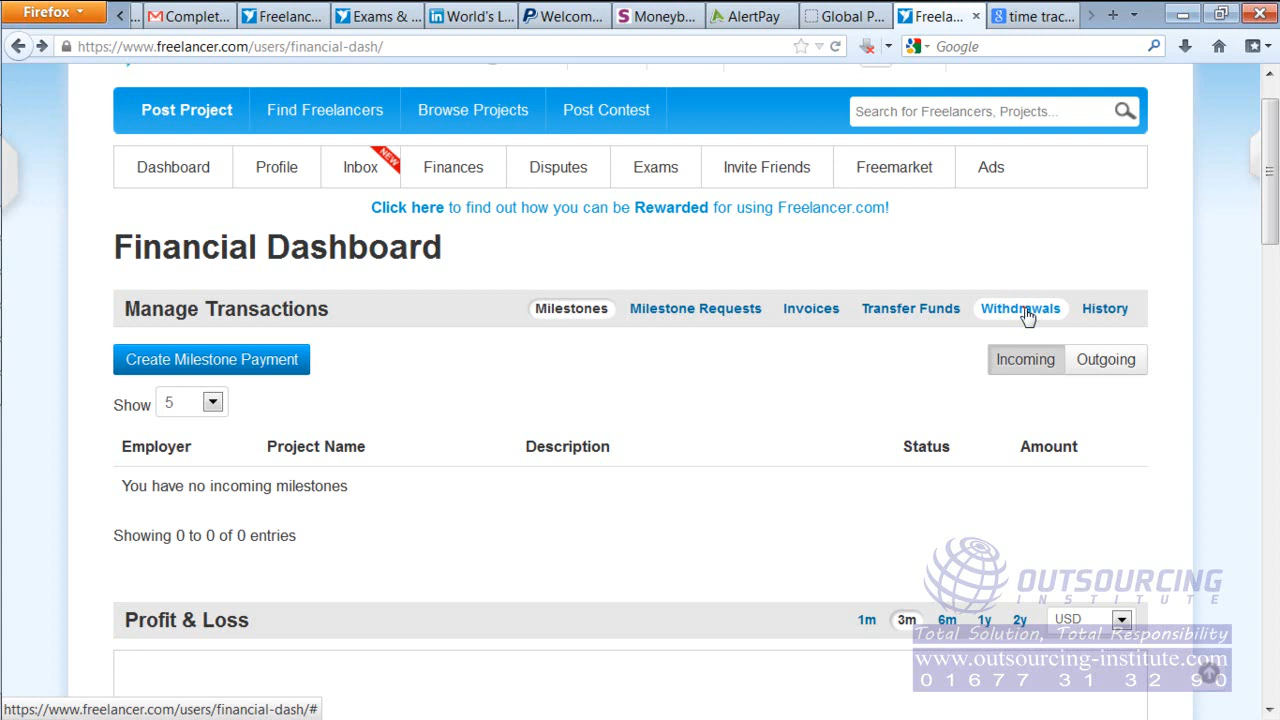 Firefox
Complet...
Freelanc...
Exams & ...
World's L...
Welcom...
Moneyb...
AlertPay
Global P...
Freela...
time trac...
https://www.freelancer.com/users/financial-dash/
Google
Post Project
Find Freelancers
Browse Projects
Post Contest
Search for Freelancers, Projects...
Dashboard
Profile
Inbox
NEW
Finances
Disputes
Exams
Invite Friends
Freemarket
Ads
Click here to find out how you can be Rewarded for using Freelancer.com!
Financial Dashboard
Manage Transactions
Milestones
Milestone Requests
Invoices
Transfer Funds
Withdrawals
History
Create Milestone Payment
Incoming
Outgoing
Show 5
Employer Project Name Description Status Amount
You have no incoming milestones
Showing 0 to 0 of 0 entries
OUTSOURCING
INSTITUTE
Profit & Loss
1m 3m 6m 1y 2y USD
Total Solution, Total Responsibility
www.outsourcing-institute.com
01677 31 32 90
https://www.freelancer.com/users/financial-dash/#